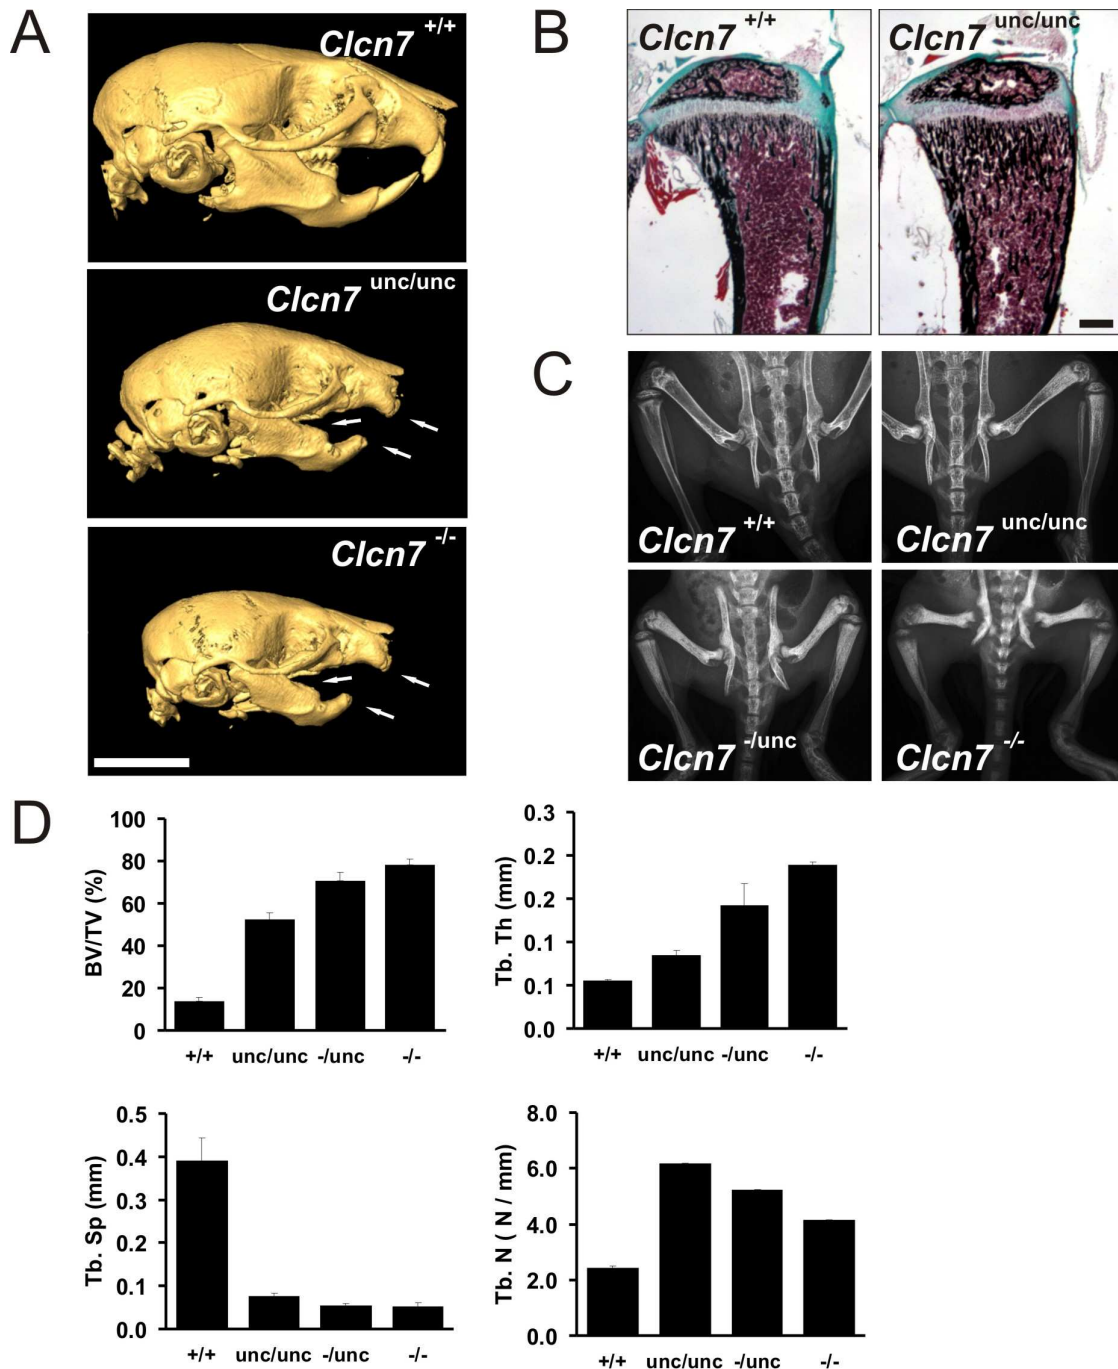 A
Clcn7 +/+
Clcn7 unc/unc
Clcn7 -/-
B
Clcn7 +/+
Clcn7 unc/unc
C
Clcn7 +/+
Clcn7 unc/unc
Clcn7 -/unc
Clcn7 -/-
D
BV/TV (%)
100
80
60
40
20
0
+/+ unc/unc -/unc -/-
Tb. Th (mm)
0.3
0.2
0.2
0.1
0.1
0.0
+/+ unc/unc -/unc -/-
Tb. Sp (mm)
0.5
0.4
0.3
0.2
0.1
0.0
+/+ unc/unc -/unc -/-
Tb. N ( N / mm)
8.0
6.0
4.0
2.0
0.0
+/+ unc/unc -/unc -/-